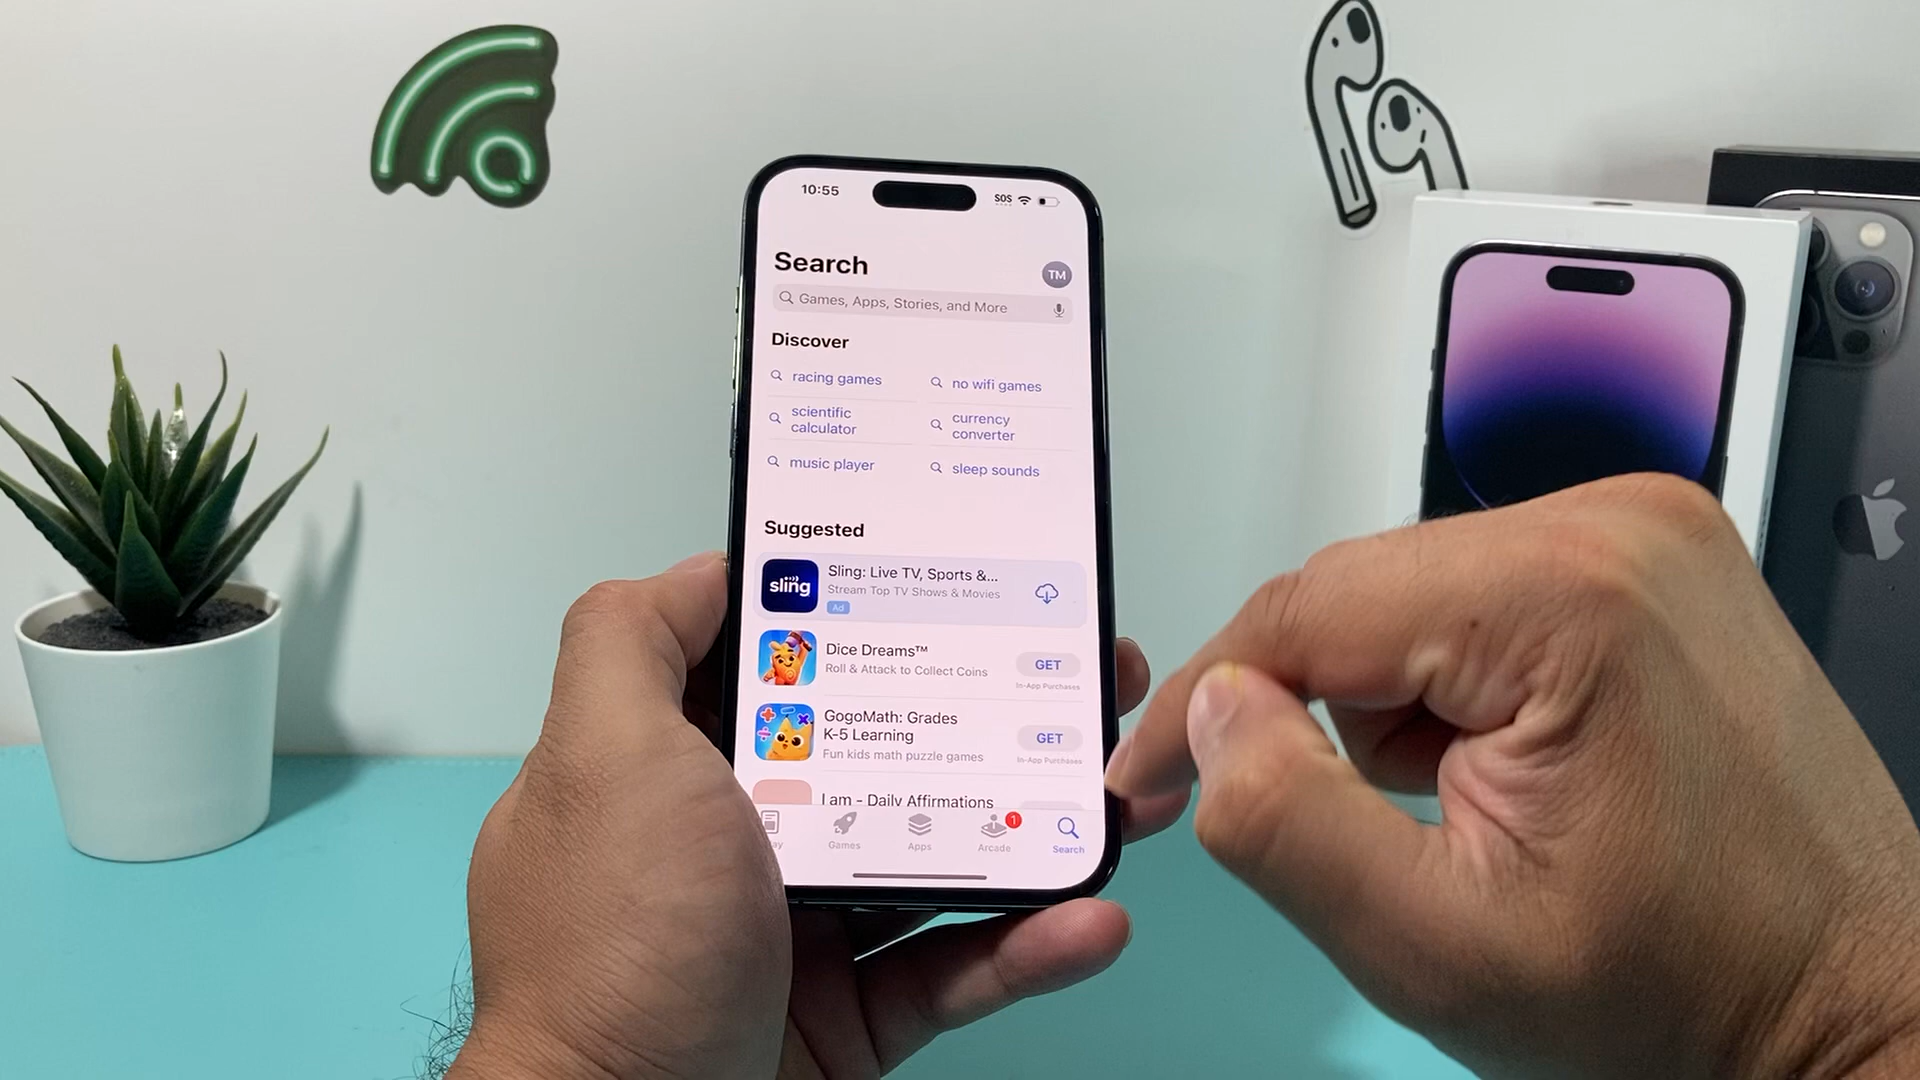 10:55
SOS
Search
TM
Games, Apps, Stories, and More
Discover
racing games
no wifi games
scientific
calculator
currency
converter
music player
sleep sounds
Suggested
sling
Sling: Live TV, Sports &...
Stream Top TV Shows & Movies
Ad
Dice Dreams™
Roll & Attack to Collect Coins
GET
In-App Purchases
GogoMath: Grades
K-5 Learning
Fun kids math puzzle games
GET
In-App Purchases
I am - Daily Affirmations
ay
Games
Apps
Arcade
1
Search